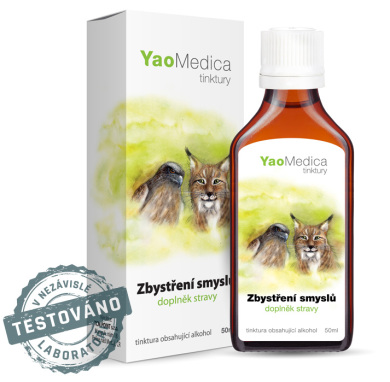 YaoMedica
tinktury
Zbystření smyslů
doplněk stravy
tinktura obsahující alkohol 50ml
YaoMedica
tinktury
Zbystření smyslů
doplněk stravy
tinktura obsahující alkohol 50ml
V NEZÁVISLÉ
TESTOVÁNO
LABORATOŘI